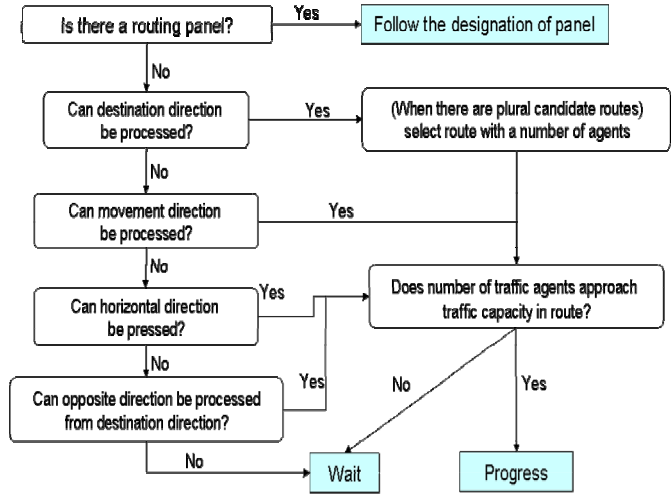 Is there a routing panel?
Yes
Follow the designation of panel
No
Can destination direction
be processed?
Yes
(When there are plural candidate routes)
select route with a number of agents
No
Can movement direction
be processed?
Yes
No
Can horizontal direction
be pressed?
Yes
Does number of traffic agents approach
traffic capacity in route?
No
Can opposite direction be processed
from destination direction?
Yes
No
Yes
No
Wait
Progress